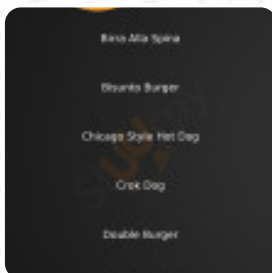 Birra Alla Spina
Bisunto Burger
Chicago Style Hot Dog
Crok Dog
Double Burger